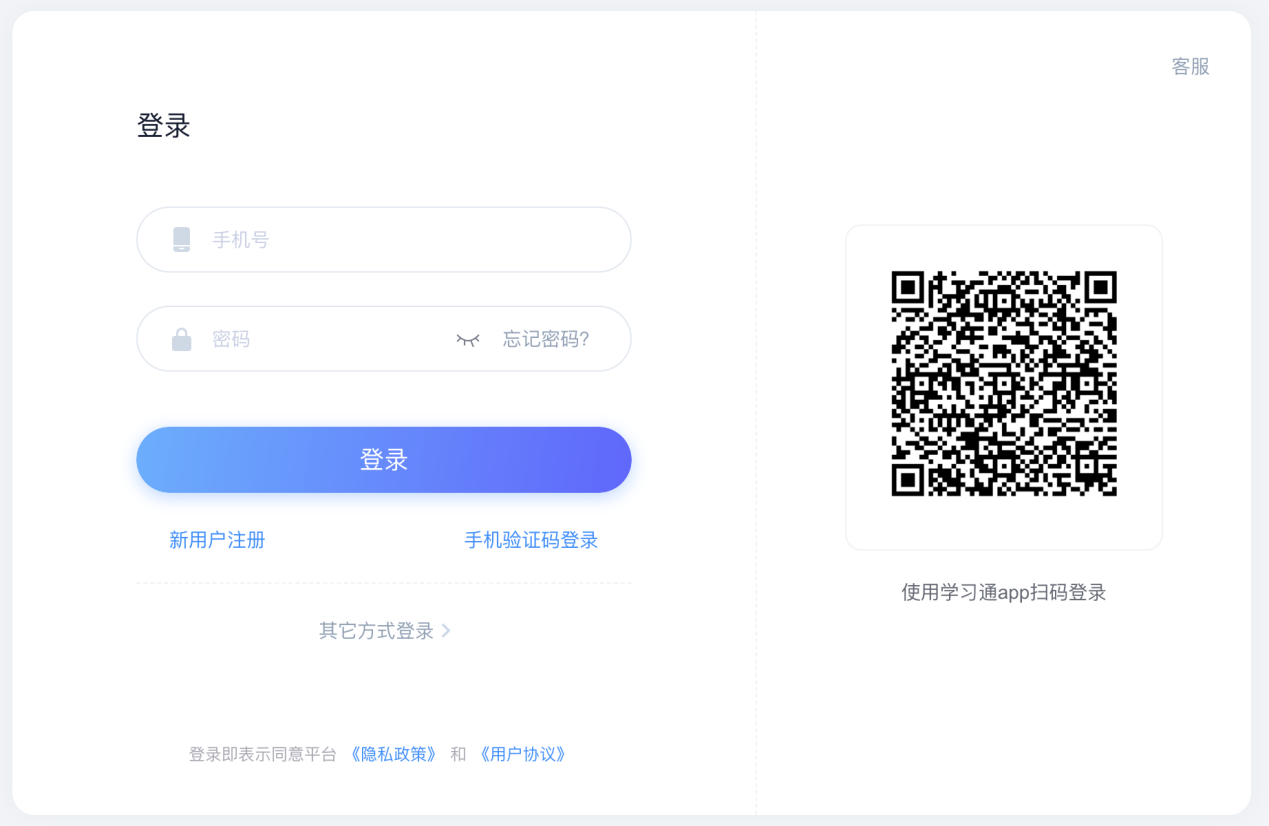 客服
登录
手机号
密码 忘记密码?
登录
新用户注册 手机验证码登录
其它方式登录
登录即表示同意平台 《隐私政策》 和 《用户协议》
使用学习通app扫码登录